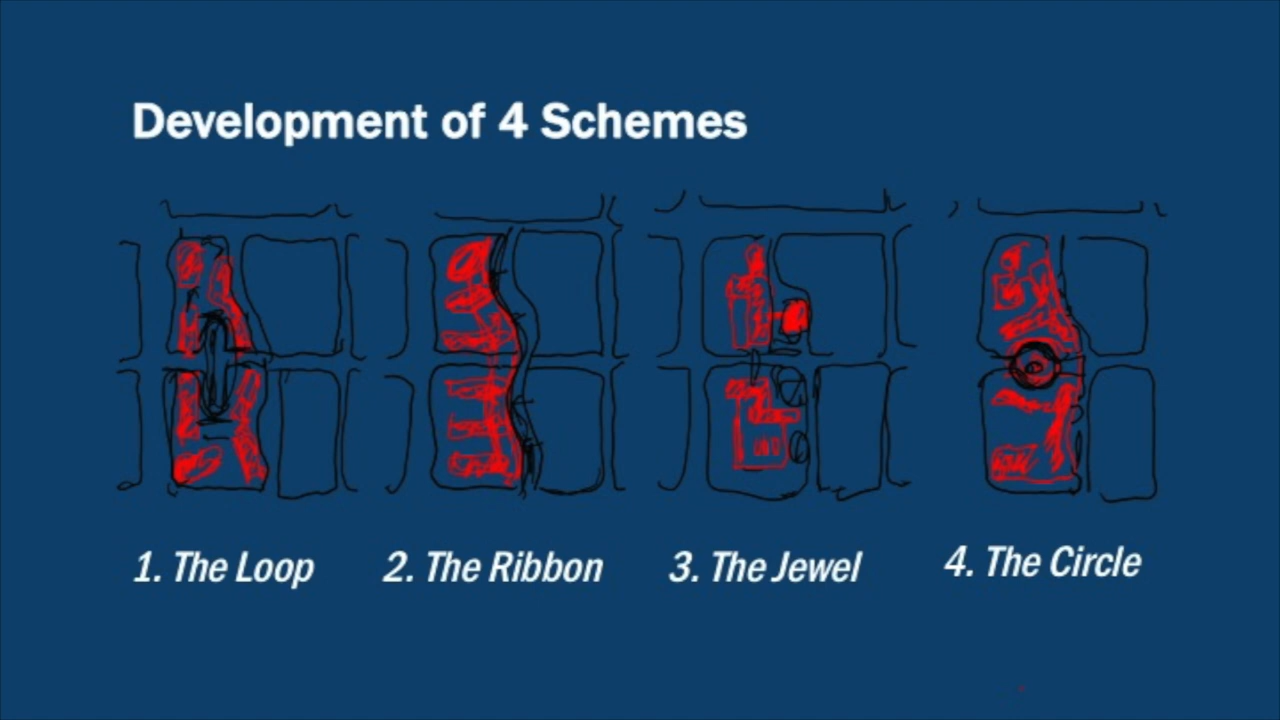 Development of 4 Schemes
1. The Loop
2. The Ribbon
3. The Jewel
4. The Circle